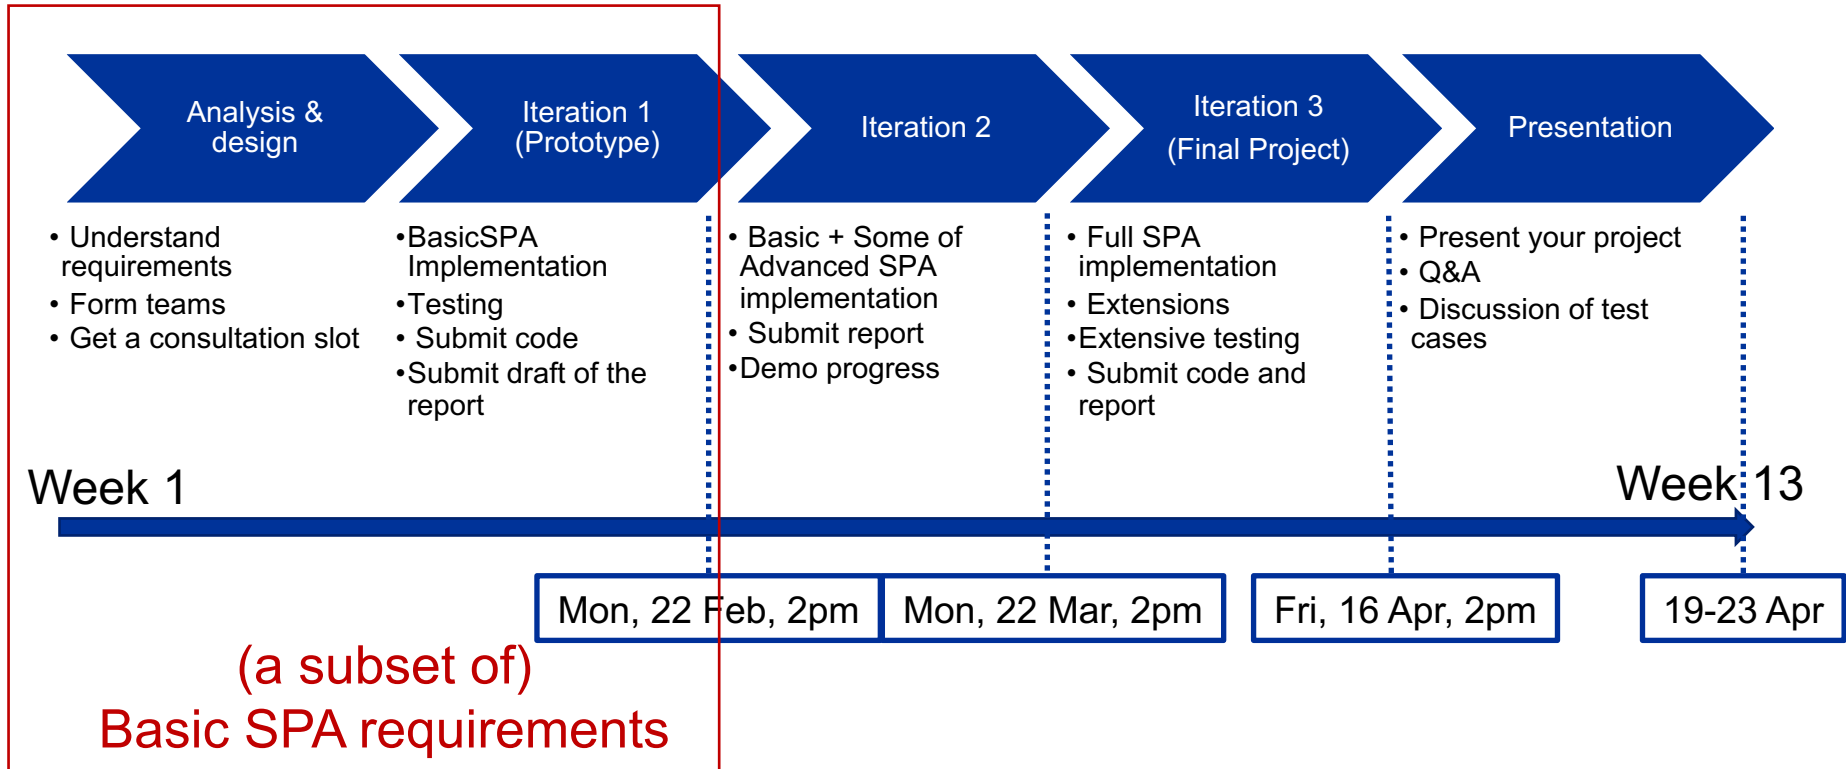 Analysis &
design
Iteration 1
(Prototype)
Iteration 2
Iteration 3
(Final Project)
Presentation
• Understand
requirements
• Form teams
• Get a consultation slot
•BasicSPA
Implementation
•Testing
• Submit code
•Submit draft of the
report
• Basic + Some of
Advanced SPA
implementation
• Submit report
•Demo progress
• Full SPA
implementation
• Extensions
•Extensive testing
• Submit code and
report
• Present your project
• Q&A
• Discussion of test
cases
Week 1
Week 13
Mon, 22 Feb, 2pm
Mon, 22 Mar, 2pm
Fri, 16 Apr, 2pm
19-23 Apr
(a subset of)
Basic SPA requirements